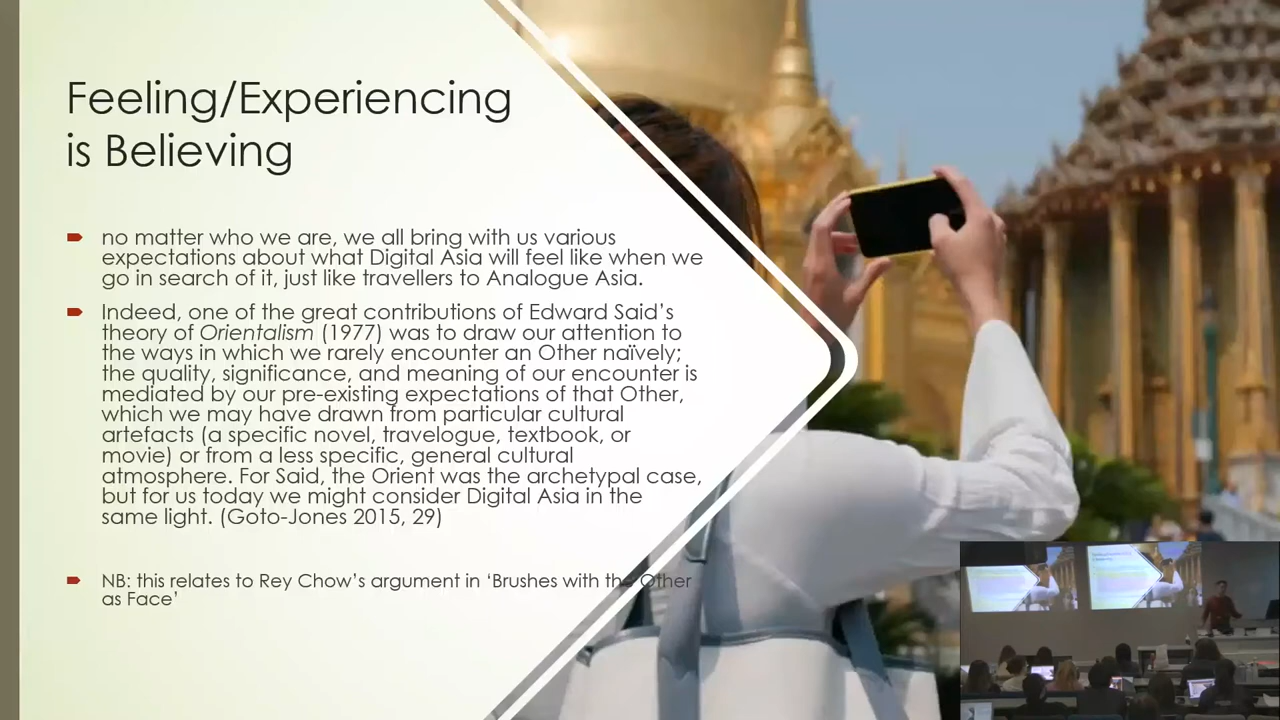 Feeling/Experiencing
is Believing
no matter who we are, we all bring with us various
expectations about what Digital Asia will feel like when we
go in search of it, just like travellers to Analogue Asia.
Indeed, one of the great contributions of Edward Said's
theory of Orientalism (1977) was to draw our attention to
the ways in which we rarely encounter an Other naïvely;
the quality, significance, and meaning of our encounter is
mediated by our pre-existing expectations of that Other,
which we may have drawn from particular cultural
artefacts (a specific novel, travelogue, textbook, or
movie) or from a less specific, general cultural
atmosphere. For Said, the Orient was the archetypal case,
but for us today we might consider Digital Asia in the
same light. (Goto-Jones 2015, 29)
NB: this relates to Rey Chow's argument in 'Brushes with the Other
as Face'